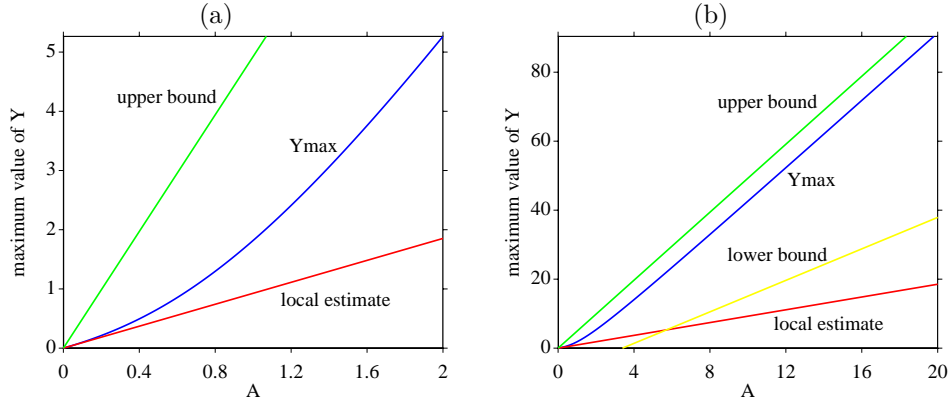 (a)
maximum value of Y
5
4
3
2
1
0
upper bound
Ymax
local estimate
0 0.4 0.8 1.2 1.6 2
A
(b)
maximum value of Y
80
60
40
20
0
upper bound
Ymax
lower bound
local estimate
0 4 8 12 16 20
A